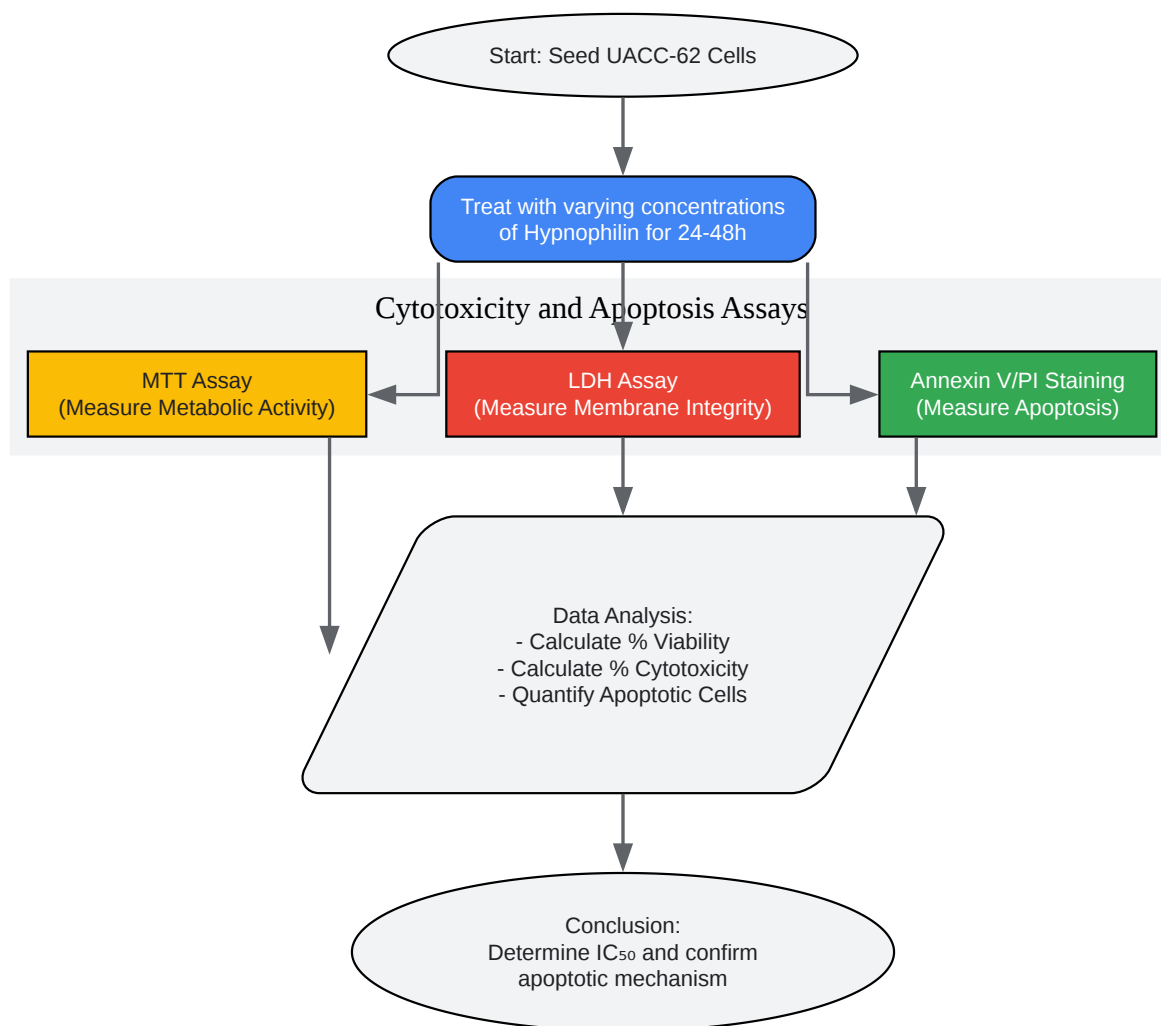 Start: Seed UACC-62 Cells
Treat with varying concentrations
of Hypnophilin for 24-48h
Cytotoxicity and Apoptosis Assays
MTT Assay
(Measure Metabolic Activity)
LDH Assay
(Measure Membrane Integrity)
Annexin V/PI Staining
(Measure Apoptosis)
Data Analysis:
- Calculate % Viability
- Calculate % Cytotoxicity
- Quantify Apoptotic Cells
Conclusion:
Determine IC₅₀ and confirm
apoptotic mechanism